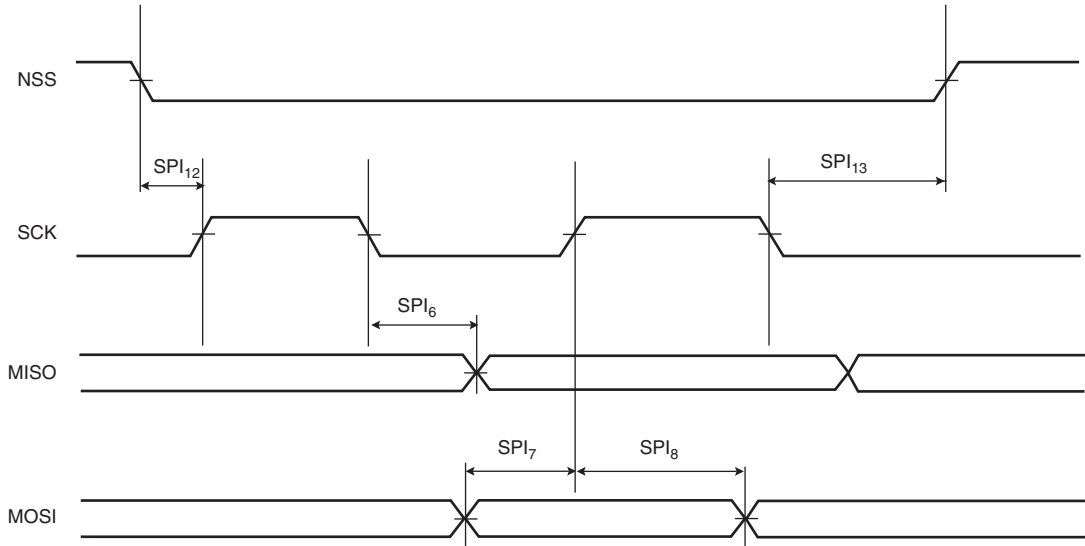 NSS
SPI₁₂
SPI₁₃
SCK
SPI₆
MISO
SPI₇
SPI₈
MOSI